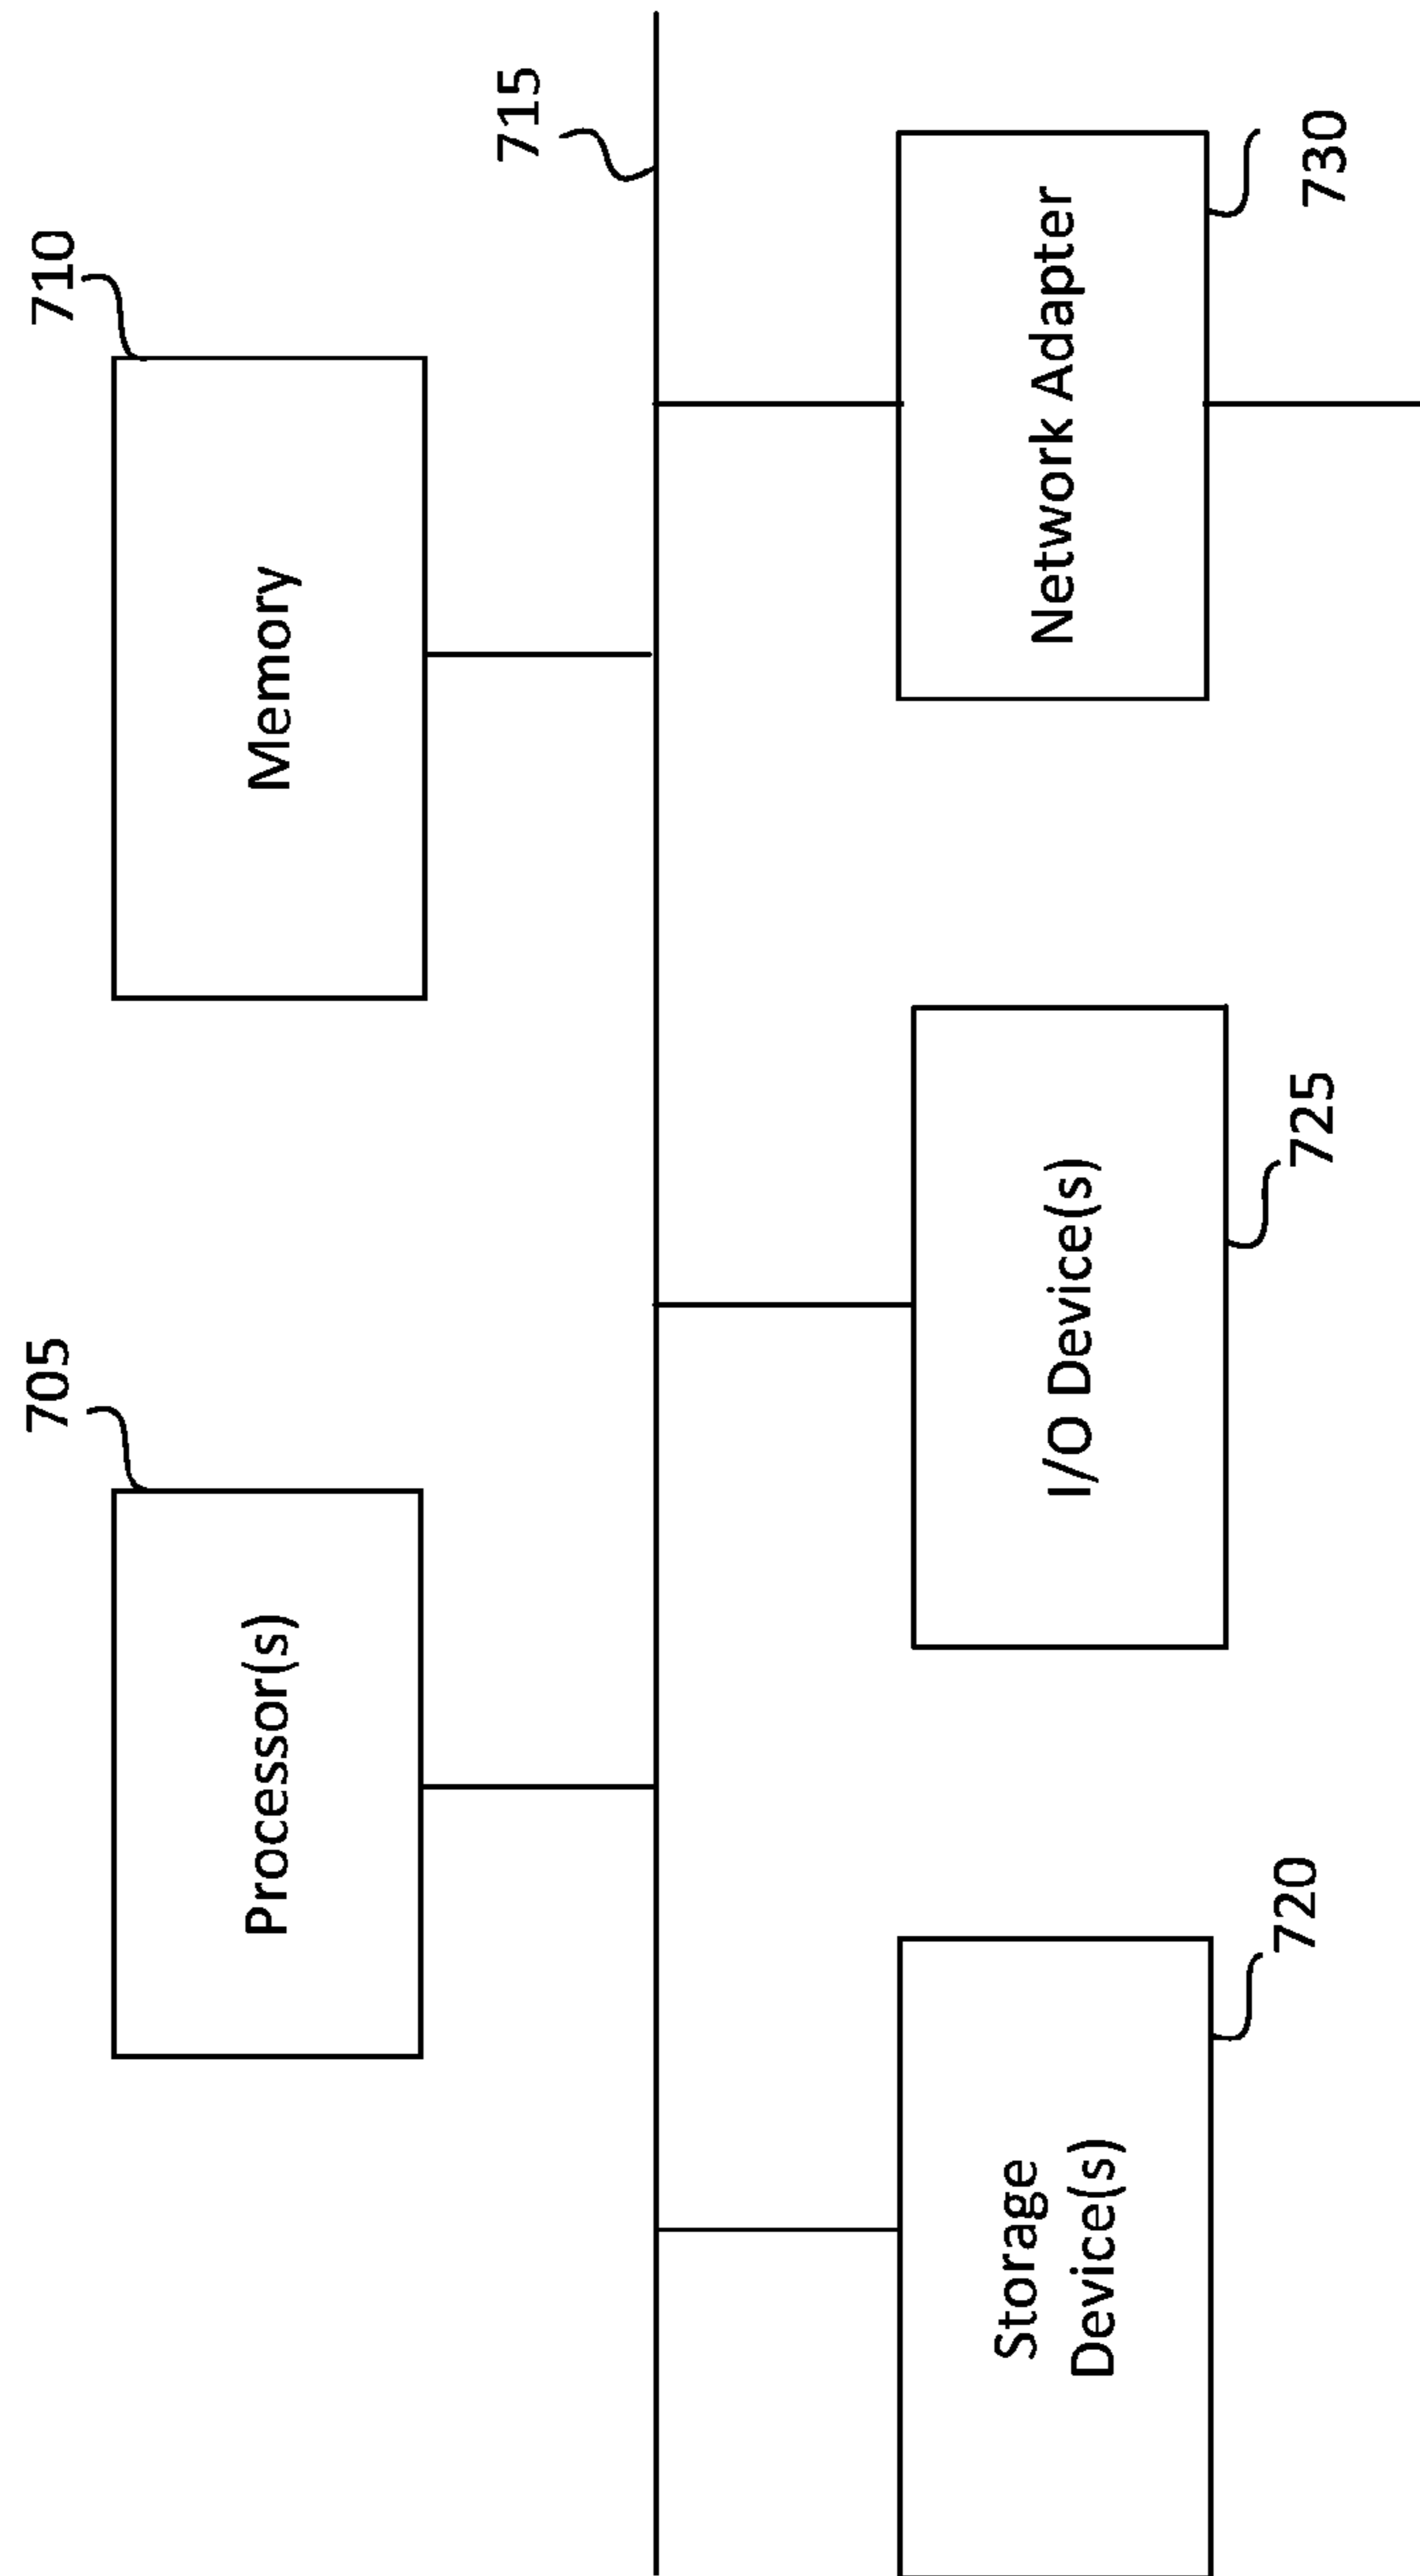 705
710
Processor(s)
Memory
715
720
725
730
Storage
Device(s)
I/O Device(s)
Network Adapter